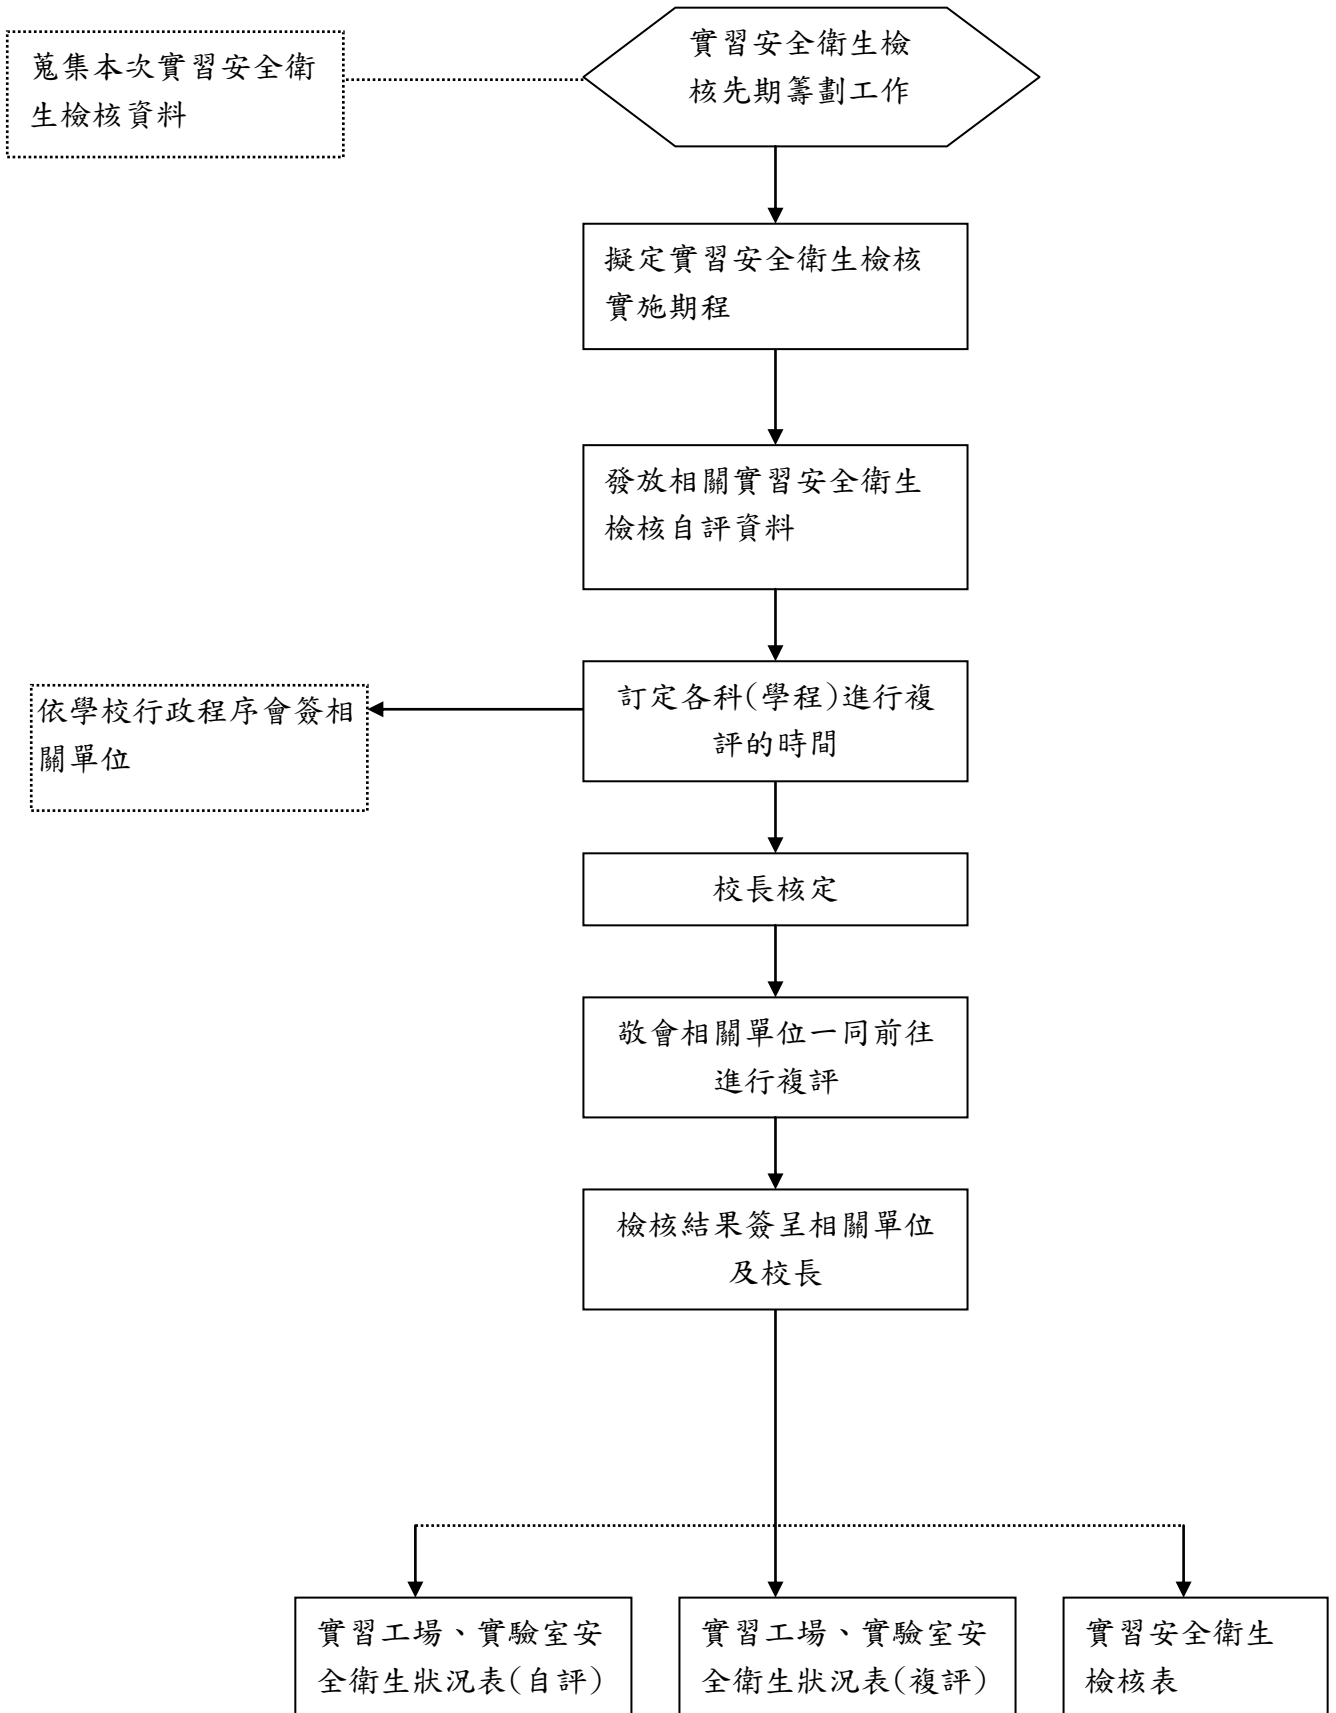 蒐集本次實習安全衛
生檢核資料
實習安全衛生檢
核先期籌劃工作
擬定實習安全衛生檢核
實施期程
發放相關實習安全衛生
檢核自評資料
訂定各科(學程)進行複
評的時間
依學校行政程序會簽相
關單位
校長核定
敬會相關單位一同前往
進行複評
檢核結果簽呈相關單位
及校長
實習工場、實驗室安
全衛生狀況表(自評)
實習工場、實驗室安
全衛生狀況表(複評)
實習安全衛生
檢核表